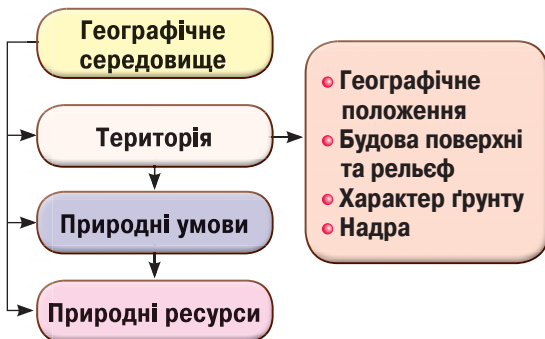 Географічне
середовище
Територія
Природні умови
Природні ресурси
Географічне
положення
Будова поверхні
та рельєф
Характер ґрунту
Надра